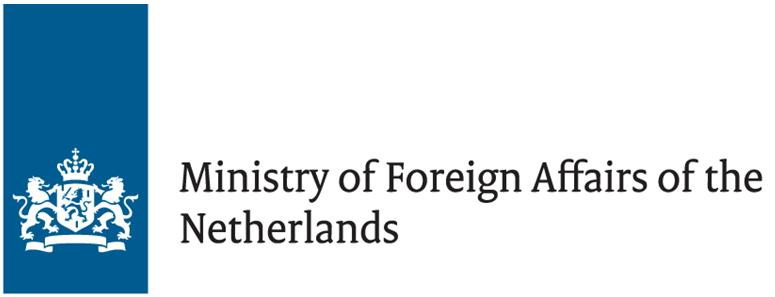 Ministry of Foreign Affairs of the
Netherlands